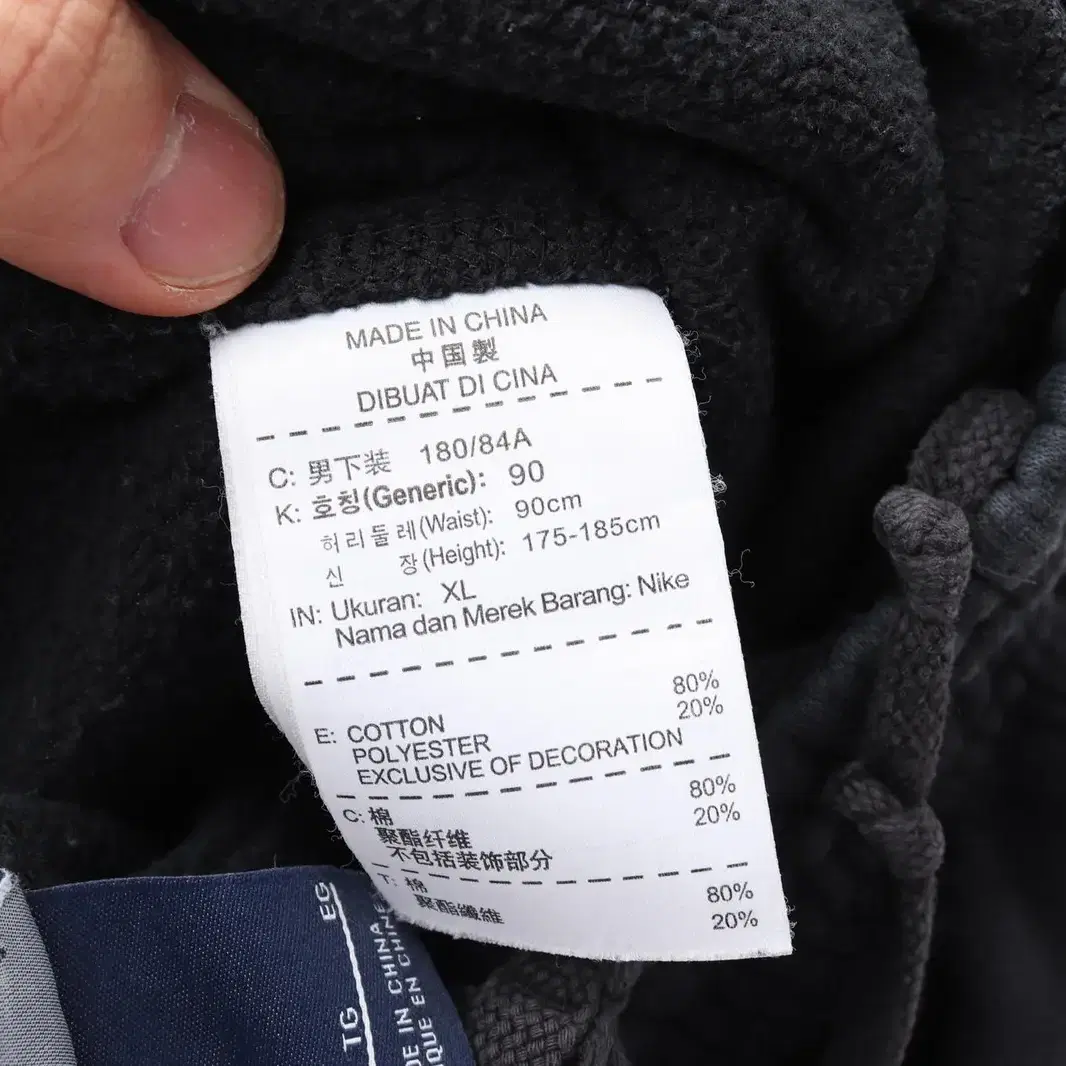 MADE IN CHINA
中国製
DIBUAT DI CINA
C: 男下装 180/84A
K: 호칭(Generic): 90
허리둘레(Waist): 90cm
신 장(Height): 175-185cm
IN: Ukuran: XL
Nama dan Merek Barang: Nike
E: COTTON 80%
POLYESTER 20%
EXCLUSIVE OF DECORATION
C: 棉 80%
聚酯纤维 20%
不包括装饰部分
T: 棉 80%
聚酯纖維 20%
EG
TG
IN CHINA
EN